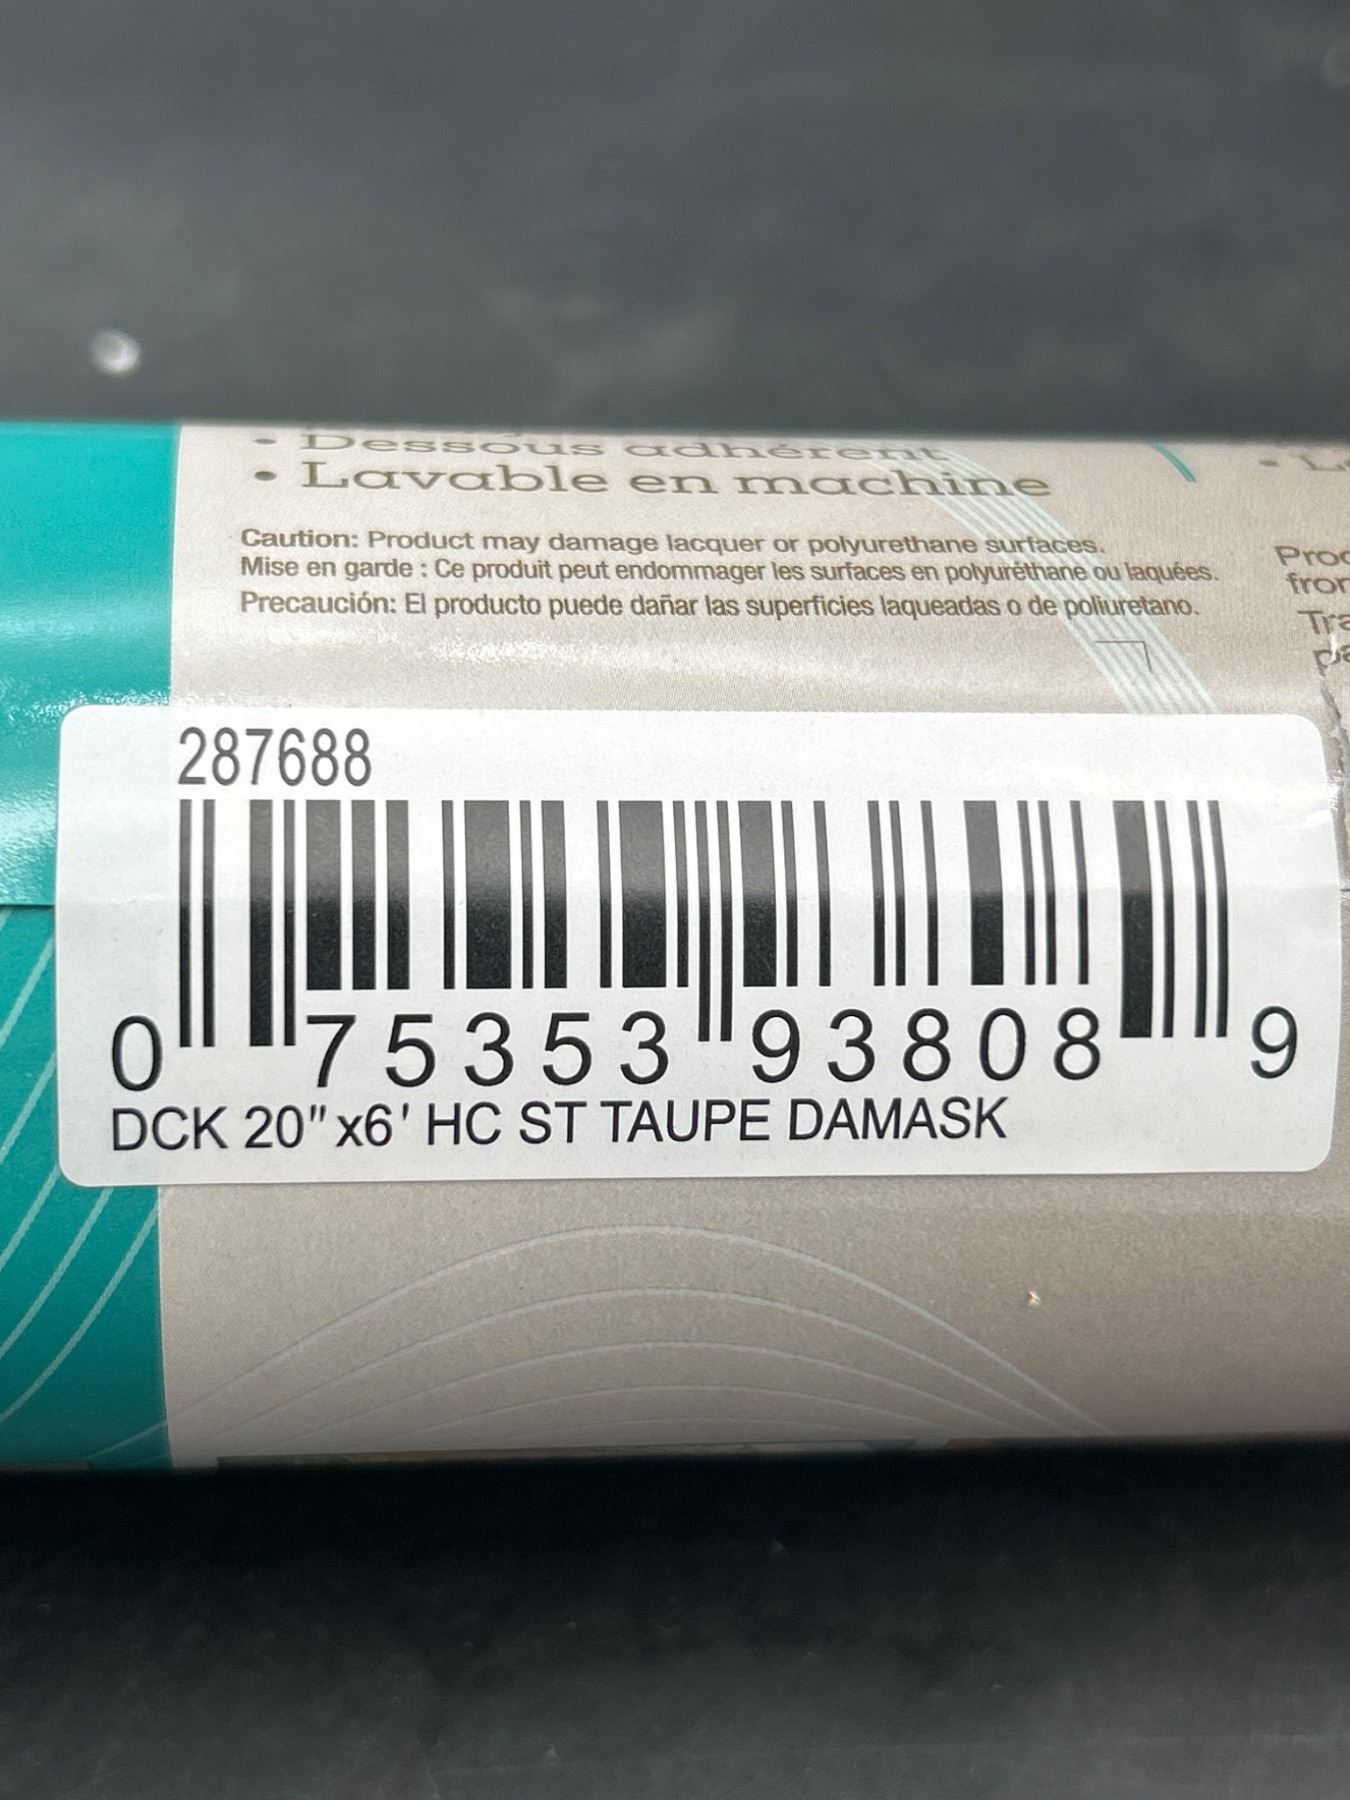 • Dessous adhérent
• Lavable en machine
Caution: Product may damage lacquer or polyurethane surfaces.
Mise en garde : Ce produit peut endommager les surfaces en polyuréthane ou laquées.
Precaución: El producto puede dañar las superficies laqueadas o de poliuretano.
287688
0 75353 93808 9
DCK 20"x6' HC ST TAUPE DAMASK